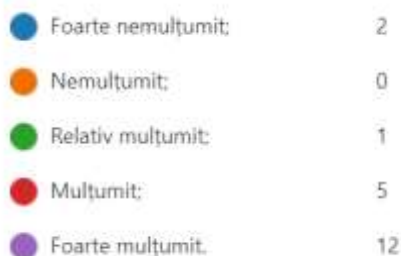 Foarte nemulțumit; 2
Nemulțumit; 0
Relativ mulțumit; 1
Mulțumit; 5
Foarte mulțumit. 12